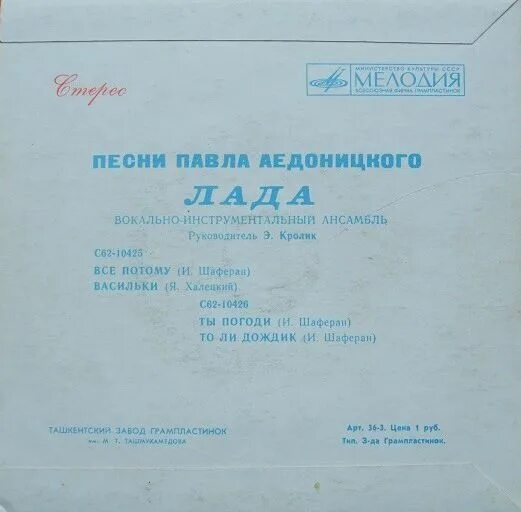 Стерео
МИНИСТЕРСТВО КУЛЬТУРЫ СССР
МЕЛОДИЯ
ВСЕСОЮЗНАЯ ФИРМА ГРАМПЛАСТИНОК
ПЕСНИ ПАВЛА АЕДОНИЦКОГО
ЛАДА
ВОКАЛЬНО-ИНСТРУМЕНТАЛЬНЫЙ АНСАМБЛЬ
Руководитель Э. Кролик
С62-10425
ВСЕ ПОТОМУ (И. Шаферан)
ВАСИЛЬКИ (Я. Халецкий)
С62-10426
ТЫ ПОГОДИ (И. Шаферан)
ТО ЛИ ДОЖДИК (И. Шаферан)
ТАШКЕНТСКИЙ ЗАВОД ГРАМПЛАСТИНОК
им. М. Т. ТАШМУХАМЕДОВА
Арт. 36-3. Цена 1 руб.
Тип. З-да Грампластинок.